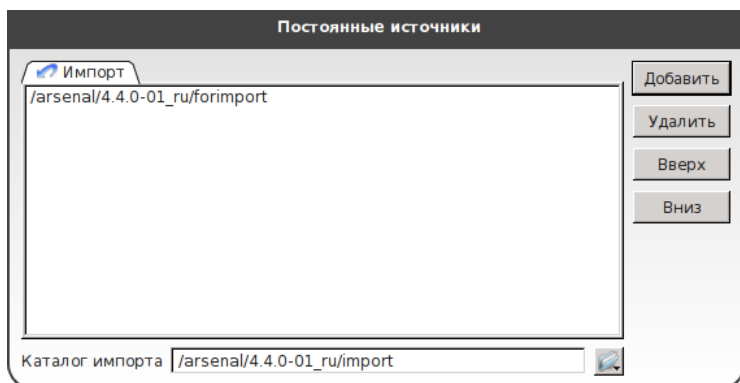 Постоянные источники
Импорт
/arsenal/4.4.0-01_ru/forimport
Добавить
Удалить
Вверх
Вниз
Каталог импорта /arsenal/4.4.0-01_ru/import